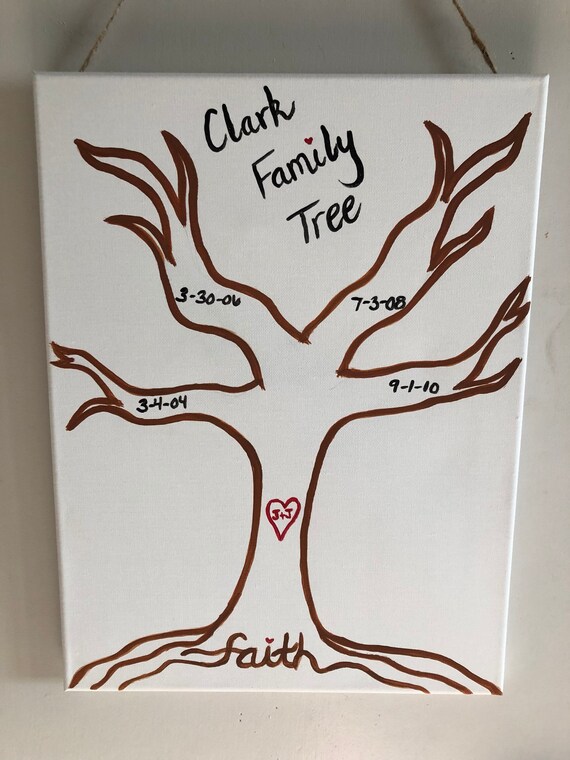 Clark
Family
Tree
3-30-06
7-3-08
3-4-04
9-1-10
J+J
faith